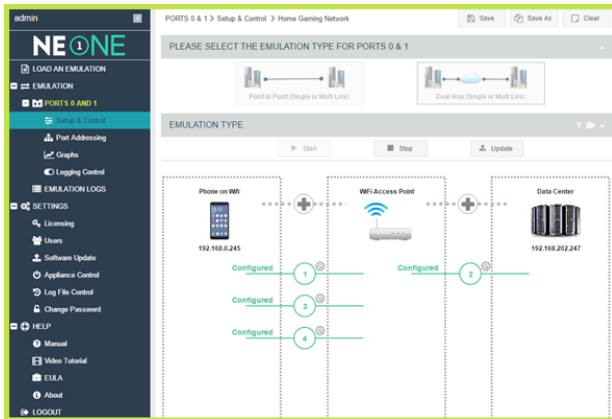 admin
PORTS 0 & 1 > Setup & Control > Home Gaming Network
Save
Save As
Clear
NE1ONE
LOAD AN EMULATION
EMULATION
PORTS 0 AND 1
Setup & Control
Port Addressing
Graphs
Logging Control
EMULATION LOGS
SETTINGS
Licensing
Users
Software Update
Appliance Control
Log File Control
Change Password
HELP
Manual
Video Tutorial
EULA
About
LOGOUT
PLEASE SELECT THE EMULATION TYPE FOR PORTS 0 & 1
Point to Point (Single or Multi Link)
Dual Hop (Single or Multi Link)
EMULATION TYPE
?
Start
Stop
Update
Phone on Wifi
WiFi Access Point
Data Center
192.168.0.245
192.168.202.247
Configured 1
Configured 2
Configured 3
Configured 4